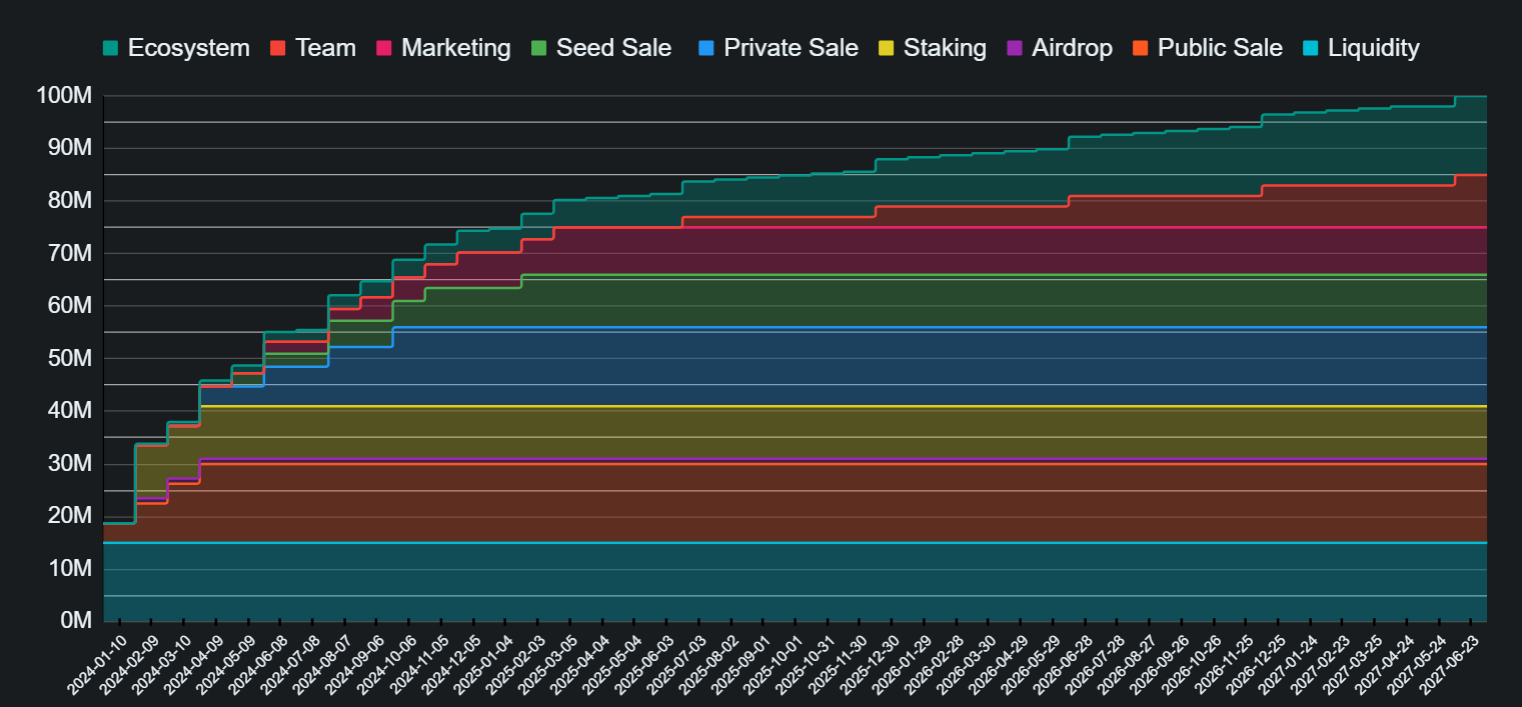 Ecosystem Team Marketing Seed Sale Private Sale Staking Airdrop Public Sale Liquidity
100M
90M
80M
70M
60M
50M
40M
30M
20M
10M
0M
2024-01-10 2024-02-09 2024-03-10 2024-04-09 2024-05-09 2024-06-08 2024-07-08 2024-08-07 2024-09-06 2024-10-06 2024-11-05 2024-12-05 2025-01-04 2025-02-03 2025-03-05 2025-04-04 2025-05-04 2025-06-03 2025-07-03 2025-08-02 2025-09-01 2025-10-01 2025-10-31 2025-11-30 2025-12-30 2026-01-29 2026-02-28 2026-03-30 2026-04-29 2026-05-29 2026-06-28 2026-07-28 2026-08-27 2026-09-26 2026-10-26 2026-11-25 2026-12-25 2027-01-24 2027-02-23 2027-03-25 2027-04-24 2027-05-24 2027-06-23